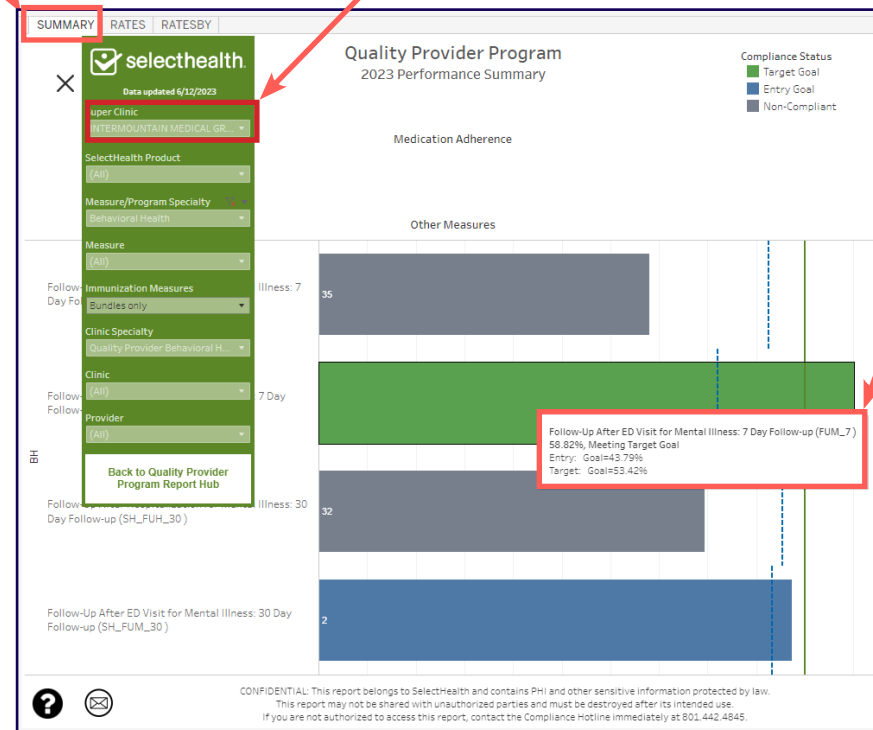 SUMMARY RATES RATESBY
selecthealth.
Data updated 6/12/2023
uper Clinic
INTERMOUNTAIN MEDICAL GR...
SelectHealth Product
(All)
Measure/Program Specialty
Behavioral Health
Measure
(All)
Immunization Measures
Bundles only
Clinic Specialty
Quality Provider Behavioral H...
Clinic
(All)
Provider
(All)
Back to Quality Provider
Program Report Hub
Quality Provider Program
2023 Performance Summary
Compliance Status
Target Goal
Entry Goal
Non-Compliant
Medication Adherence
Other Measures
BH
Follow- Illness: 7
Day Fol
35
Follow- 7 Day
Follow-
Follow-Up After ED Visit for Mental Illness: 7 Day Follow-up (FUM_7 )
58.82%, Meeting Target Goal
Entry: Goal=43.79%
Target: Goal=53.42%
Follow- Illness: 30
Day Follow-up (SH_FUH_30 )
32
Follow-Up After ED Visit for Mental Illness: 30 Day
Follow-up (SH_FUM_30 )
2
?
CONFIDENTIAL: This report belongs to SelectHealth and contains PHI and other sensitive information protected by law.
This report may not be shared with unauthorized parties and must be destroyed after its intended use.
If you are not authorized to access this report, contact the Compliance Hotline immediately at 801.442.4845.